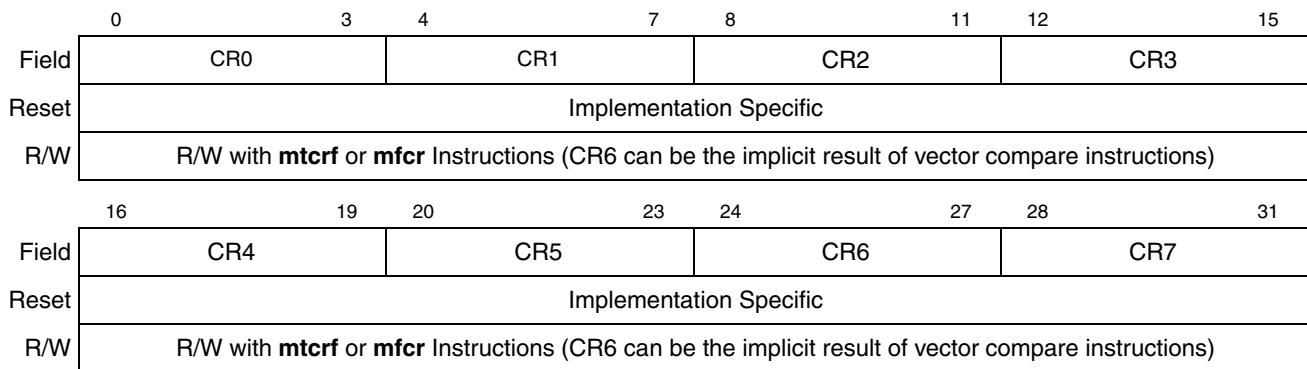 0 3 4 7 8 11 12 15
Field CR0 CR1 CR2 CR3
Reset Implementation Specific
R/W R/W with mtcrf or mfcr Instructions (CR6 can be the implicit result of vector compare instructions)
16 19 20 23 24 27 28 31
Field CR4 CR5 CR6 CR7
Reset Implementation Specific
R/W R/W with mtcrf or mfcr Instructions (CR6 can be the implicit result of vector compare instructions)